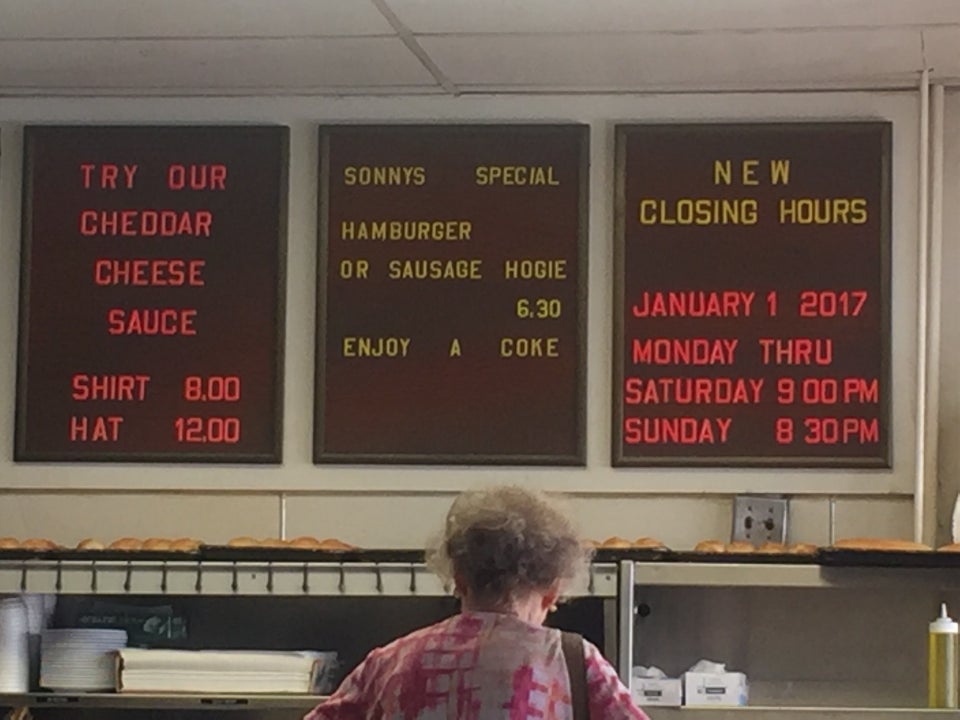 TRY OUR
CHEDDAR
CHEESE
SAUCE
SHIRT 8.00
HAT 12.00
SONNYS SPECIAL
HAMBURGER
OR SAUSAGE HOGIE
6.30
ENJOY A COKE
NEW
CLOSING HOURS
JANUARY 1 2017
MONDAY THRU
SATURDAY 9 00 PM
SUNDAY 8 30 PM